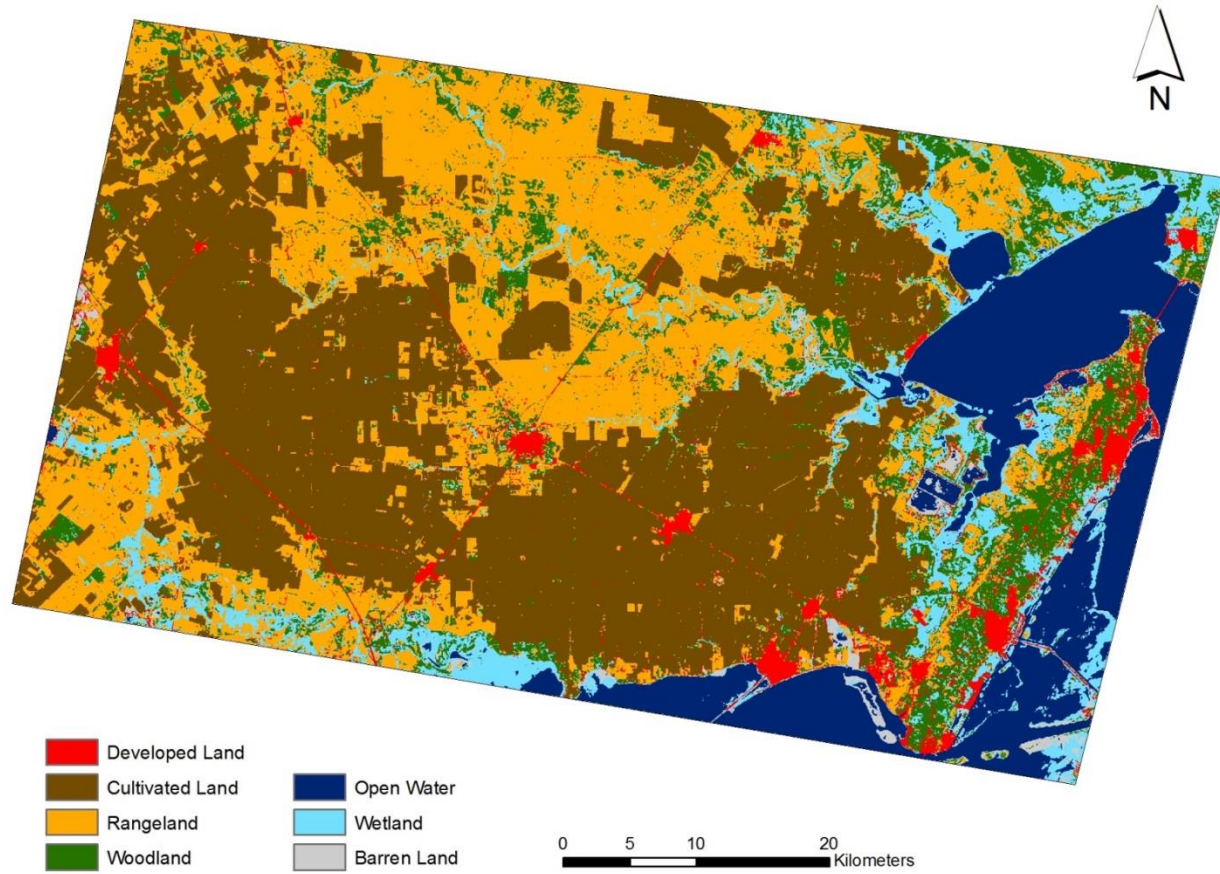 N
Developed Land
Cultivated Land
Open Water
Rangeland
Wetland
Woodland
Barren Land
0 5 10 20
Kilometers